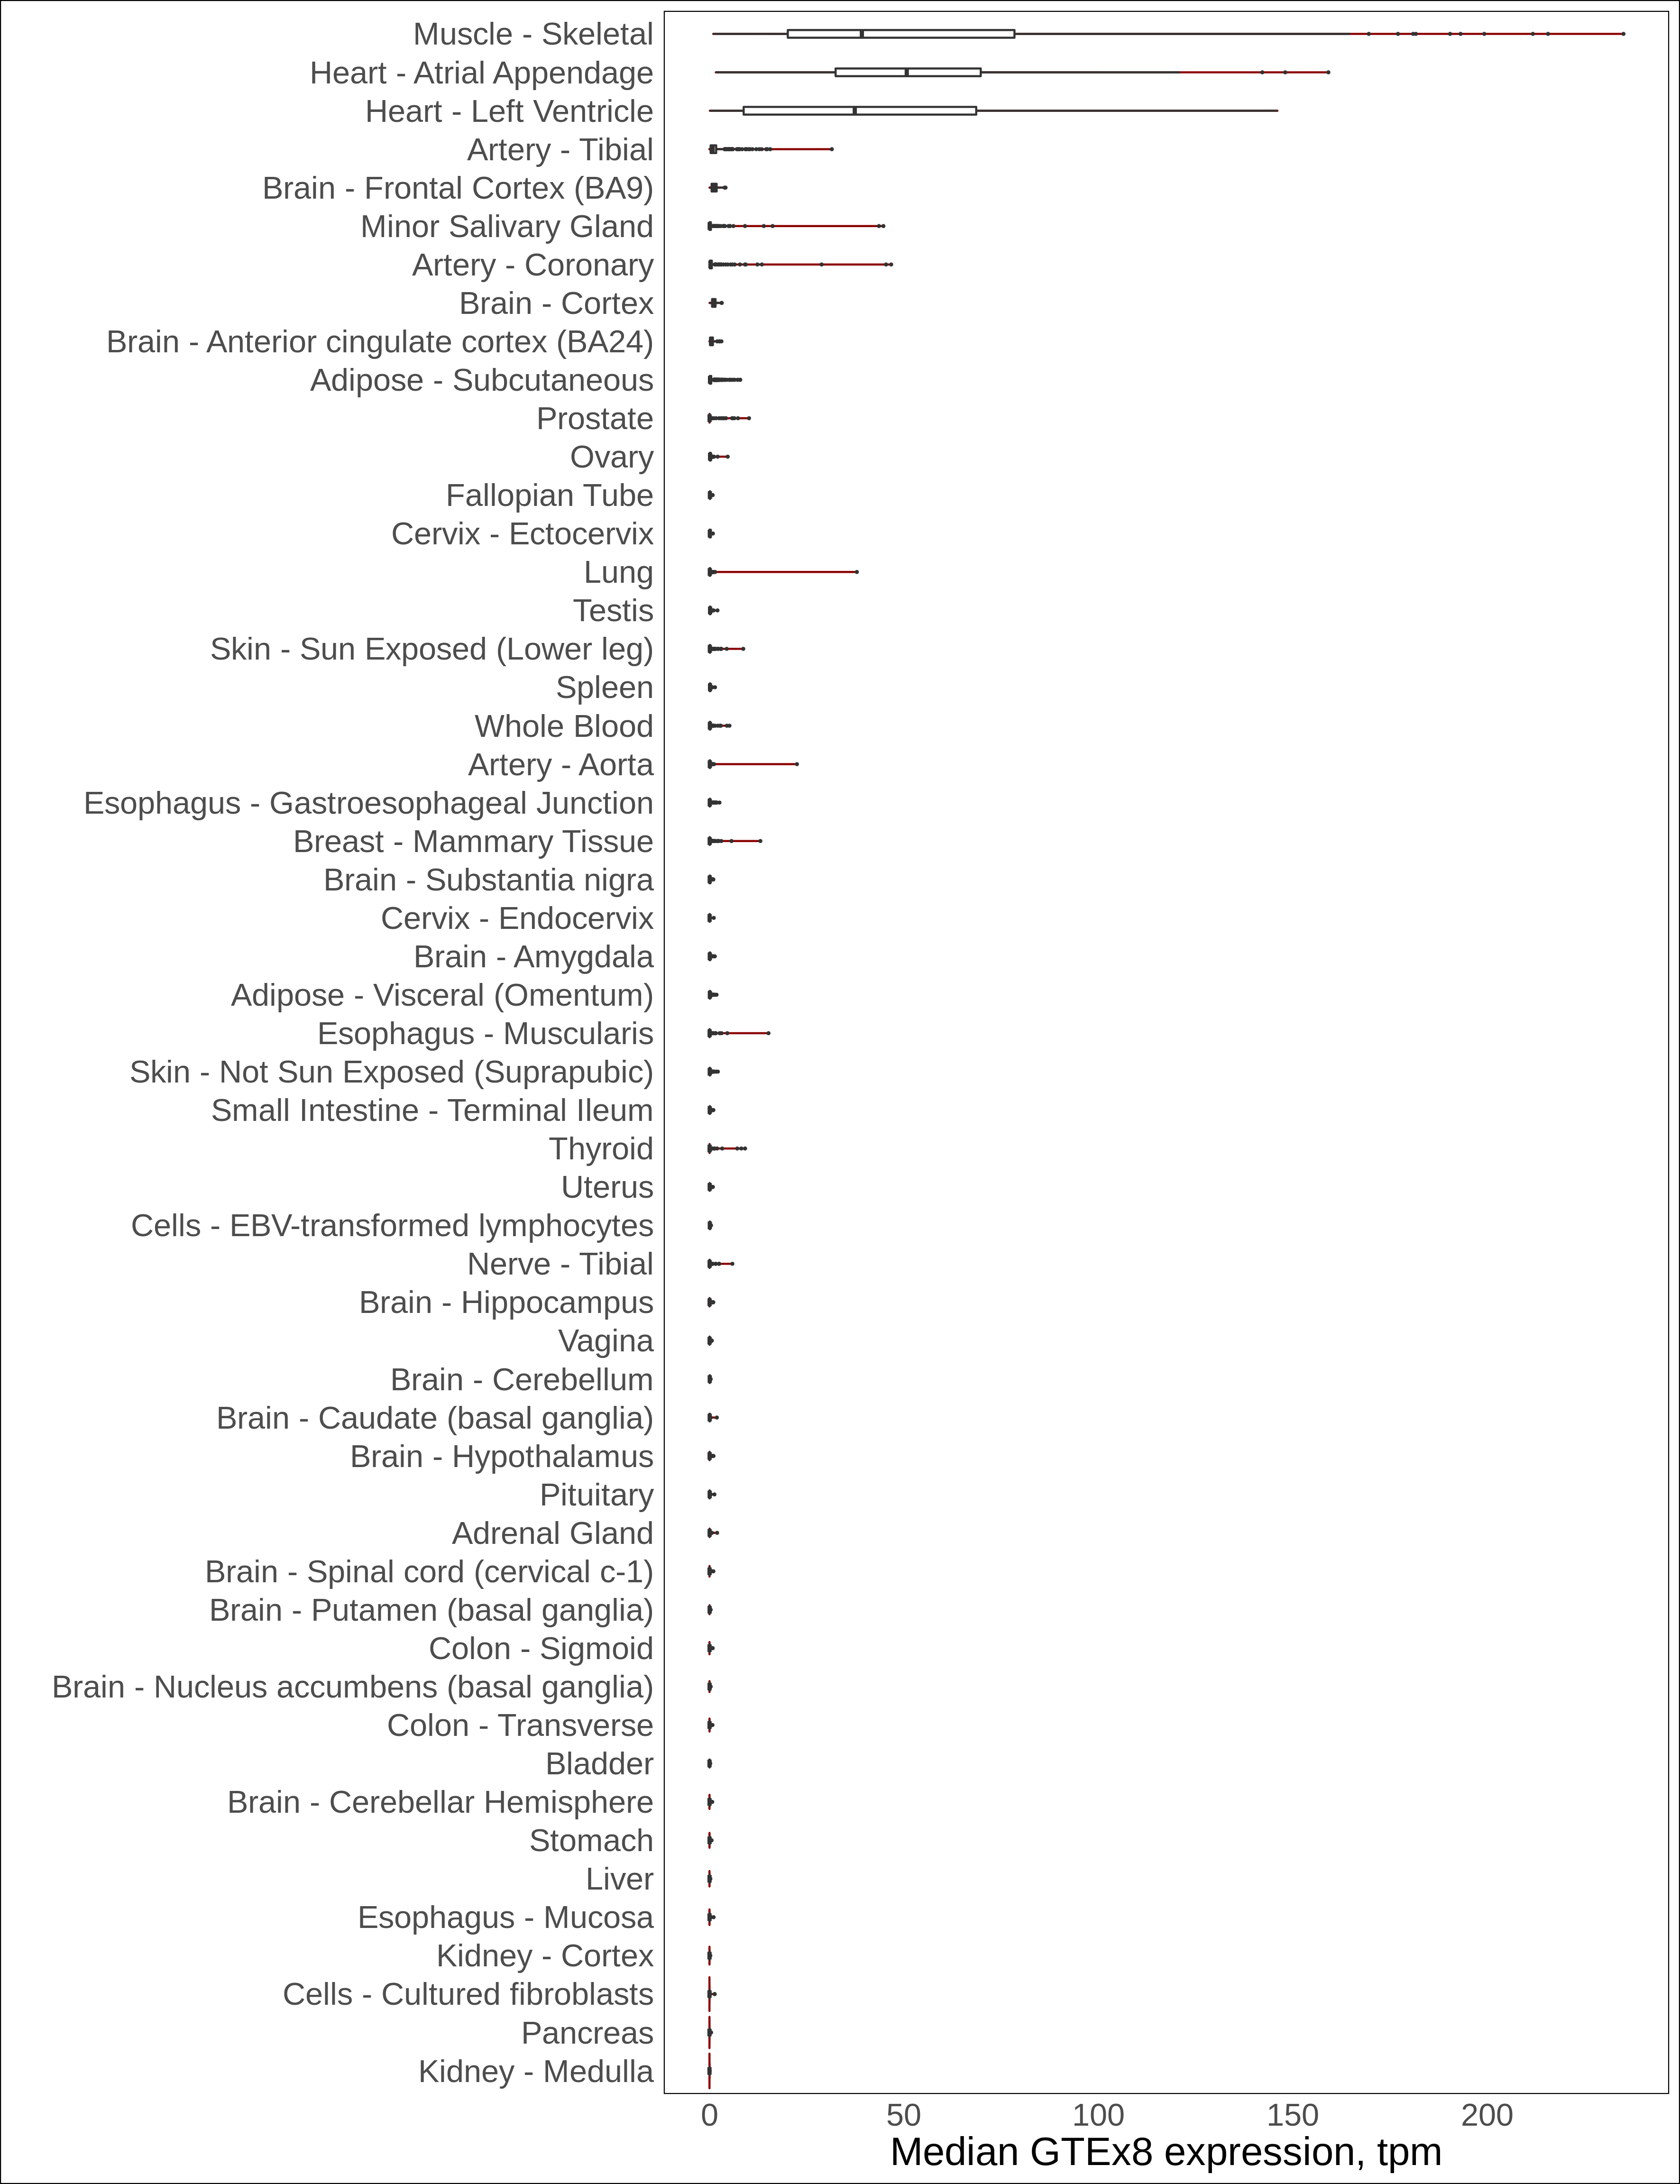 Muscle - Skeletal
Heart - Atrial Appendage
Heart - Left Ventricle
Artery - Tibial
Brain - Frontal Cortex (BA9)
Minor Salivary Gland
Artery - Coronary
Brain - Cortex
Brain - Anterior cingulate cortex (BA24)
Adipose - Subcutaneous
Prostate
Ovary
Fallopian Tube
Cervix - Ectocervix
Lung
Testis
Skin - Sun Exposed (Lower leg)
Spleen
Whole Blood
Artery - Aorta
Esophagus - Gastroesophageal Junction
Breast - Mammary Tissue
Brain - Substantia nigra
Cervix - Endocervix
Brain - Amygdala
Adipose - Visceral (Omentum)
Esophagus - Muscularis
Skin - Not Sun Exposed (Suprapubic)
Small Intestine - Terminal Ileum
Thyroid
Uterus
Cells - EBV-transformed lymphocytes
Nerve - Tibial
Brain - Hippocampus
Vagina
Brain - Cerebellum
Brain - Caudate (basal ganglia)
Brain - Hypothalamus
Pituitary
Adrenal Gland
Brain - Spinal cord (cervical c-1)
Brain - Putamen (basal ganglia)
Colon - Sigmoid
Brain - Nucleus accumbens (basal ganglia)
Colon - Transverse
Bladder
Brain - Cerebellar Hemisphere
Stomach
Liver
Esophagus - Mucosa
Kidney - Cortex
Cells - Cultured fibroblasts
Pancreas
Kidney - Medulla
0 50 100 150 200
Median GTEx8 expression, tpm